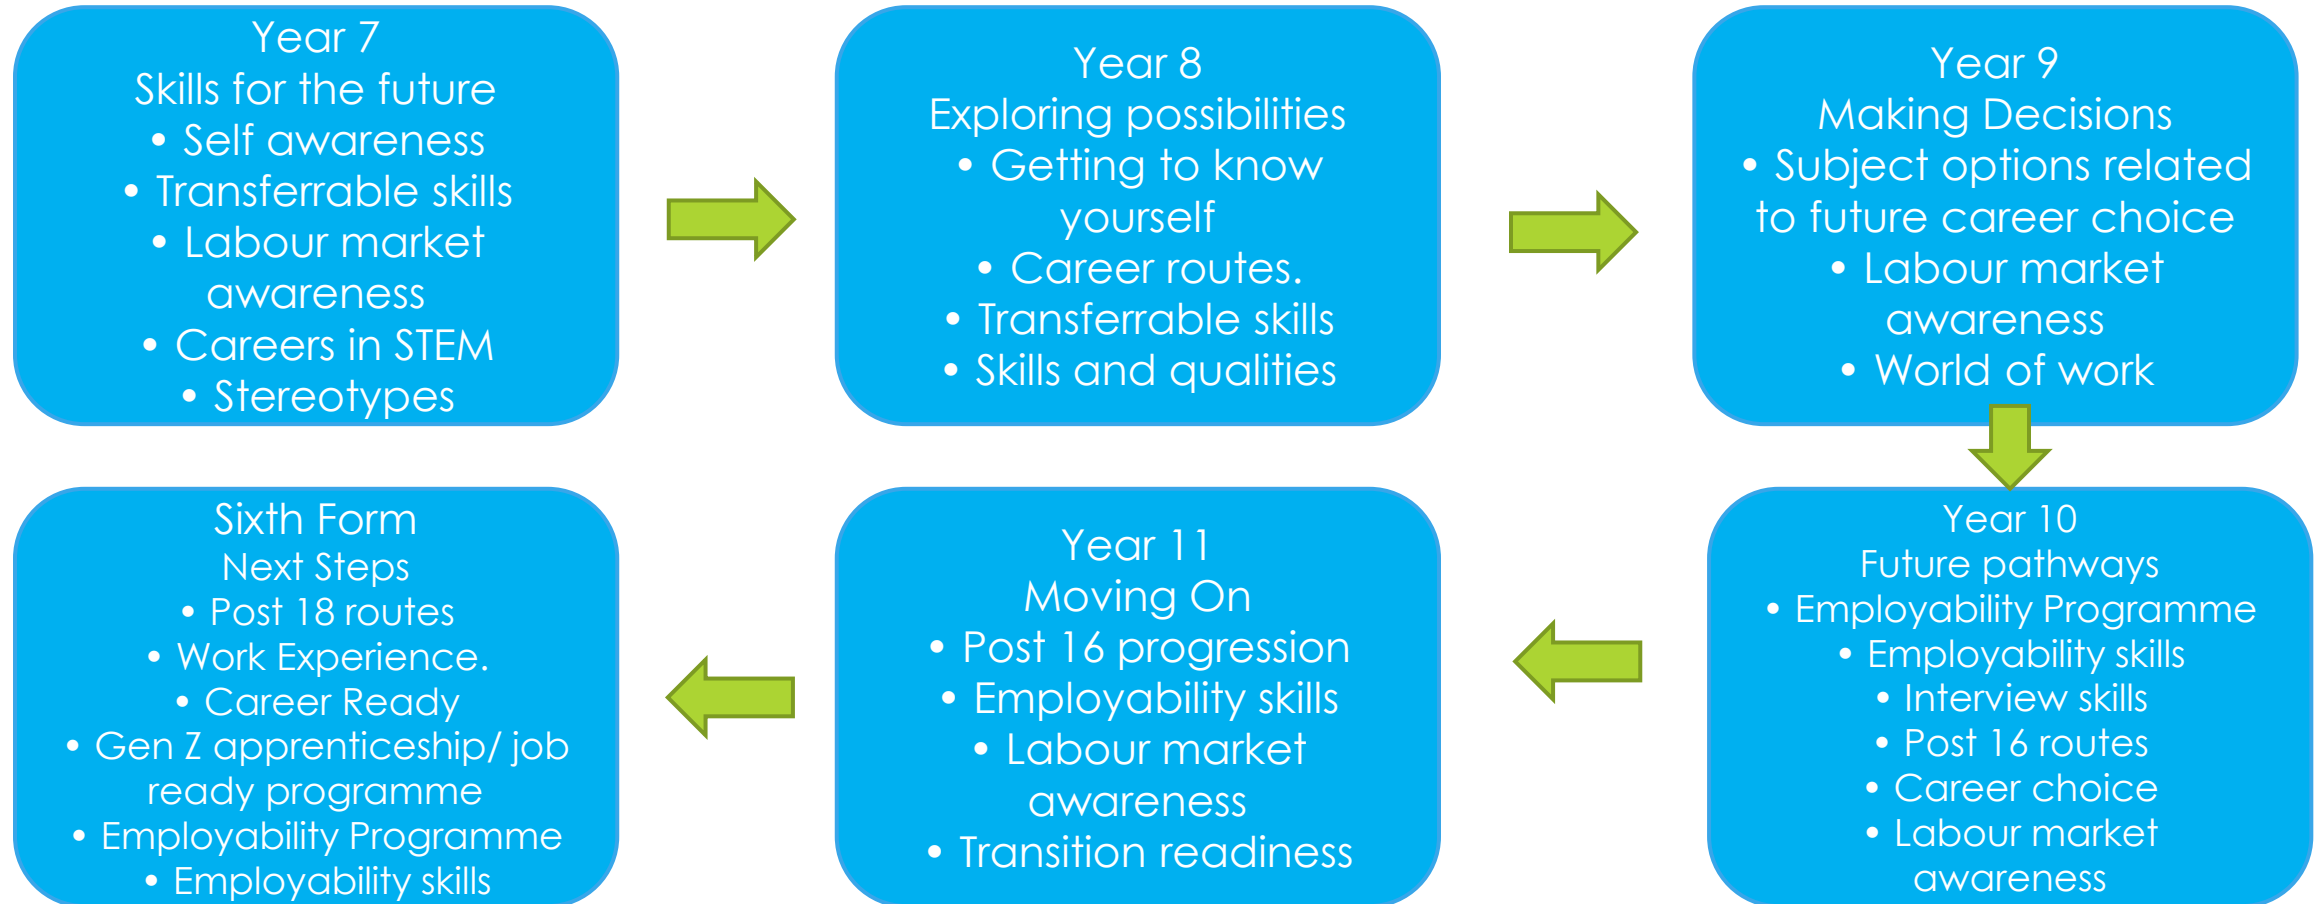 Year 7
Skills for the future
• Self awareness
• Transferrable skills
• Labour market
awareness
• Careers in STEM
• Stereotypes
Year 8
Exploring possibilities
• Getting to know
yourself
• Career routes.
• Transferrable skills
• Skills and qualities
Year 9
Making Decisions
• Subject options related
to future career choice
• Labour market
awareness
• World of work
Year 10
Future pathways
• Employability Programme
• Employability skills
• Interview skills
• Post 16 routes
• Career choice
• Labour market
awareness
Year 11
Moving On
• Post 16 progression
• Employability skills
• Labour market
awareness
• Transition readiness
Sixth Form
Next Steps
• Post 18 routes
• Work Experience.
• Career Ready
• Gen Z apprenticeship/ job
ready programme
• Employability Programme
• Employability skills